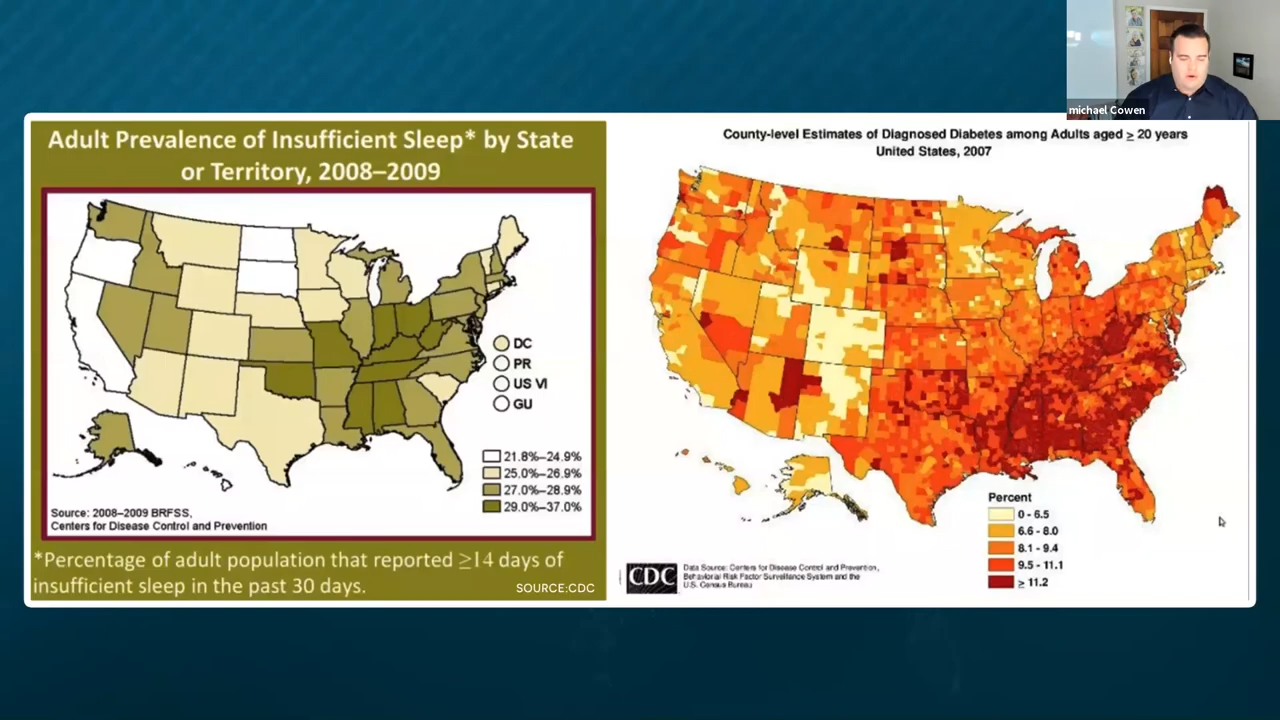 michael Cowen
Adult Prevalence of Insufficient Sleep* by State
or Territory, 2008–2009
DC
PR
US VI
GU
21.8%–24.9%
25.0%–26.9%
27.0%–28.9%
29.0%–37.0%
Source: 2008–2009 BRFSS,
Centers for Disease Control and Prevention
*Percentage of adult population that reported ≥14 days of
insufficient sleep in the past 30 days.
SOURCE:CDC
County-level Estimates of Diagnosed Diabetes among Adults aged ≥ 20 years
United States, 2007
Percent
0 - 6.5
6.6 - 8.0
8.1 - 9.4
9.5 - 11.1
≥ 11.2
CDC
Data Source: Centers for Disease Control and Prevention,
Behavioral Risk Factor Surveillance System and the
U.S. Census Bureau